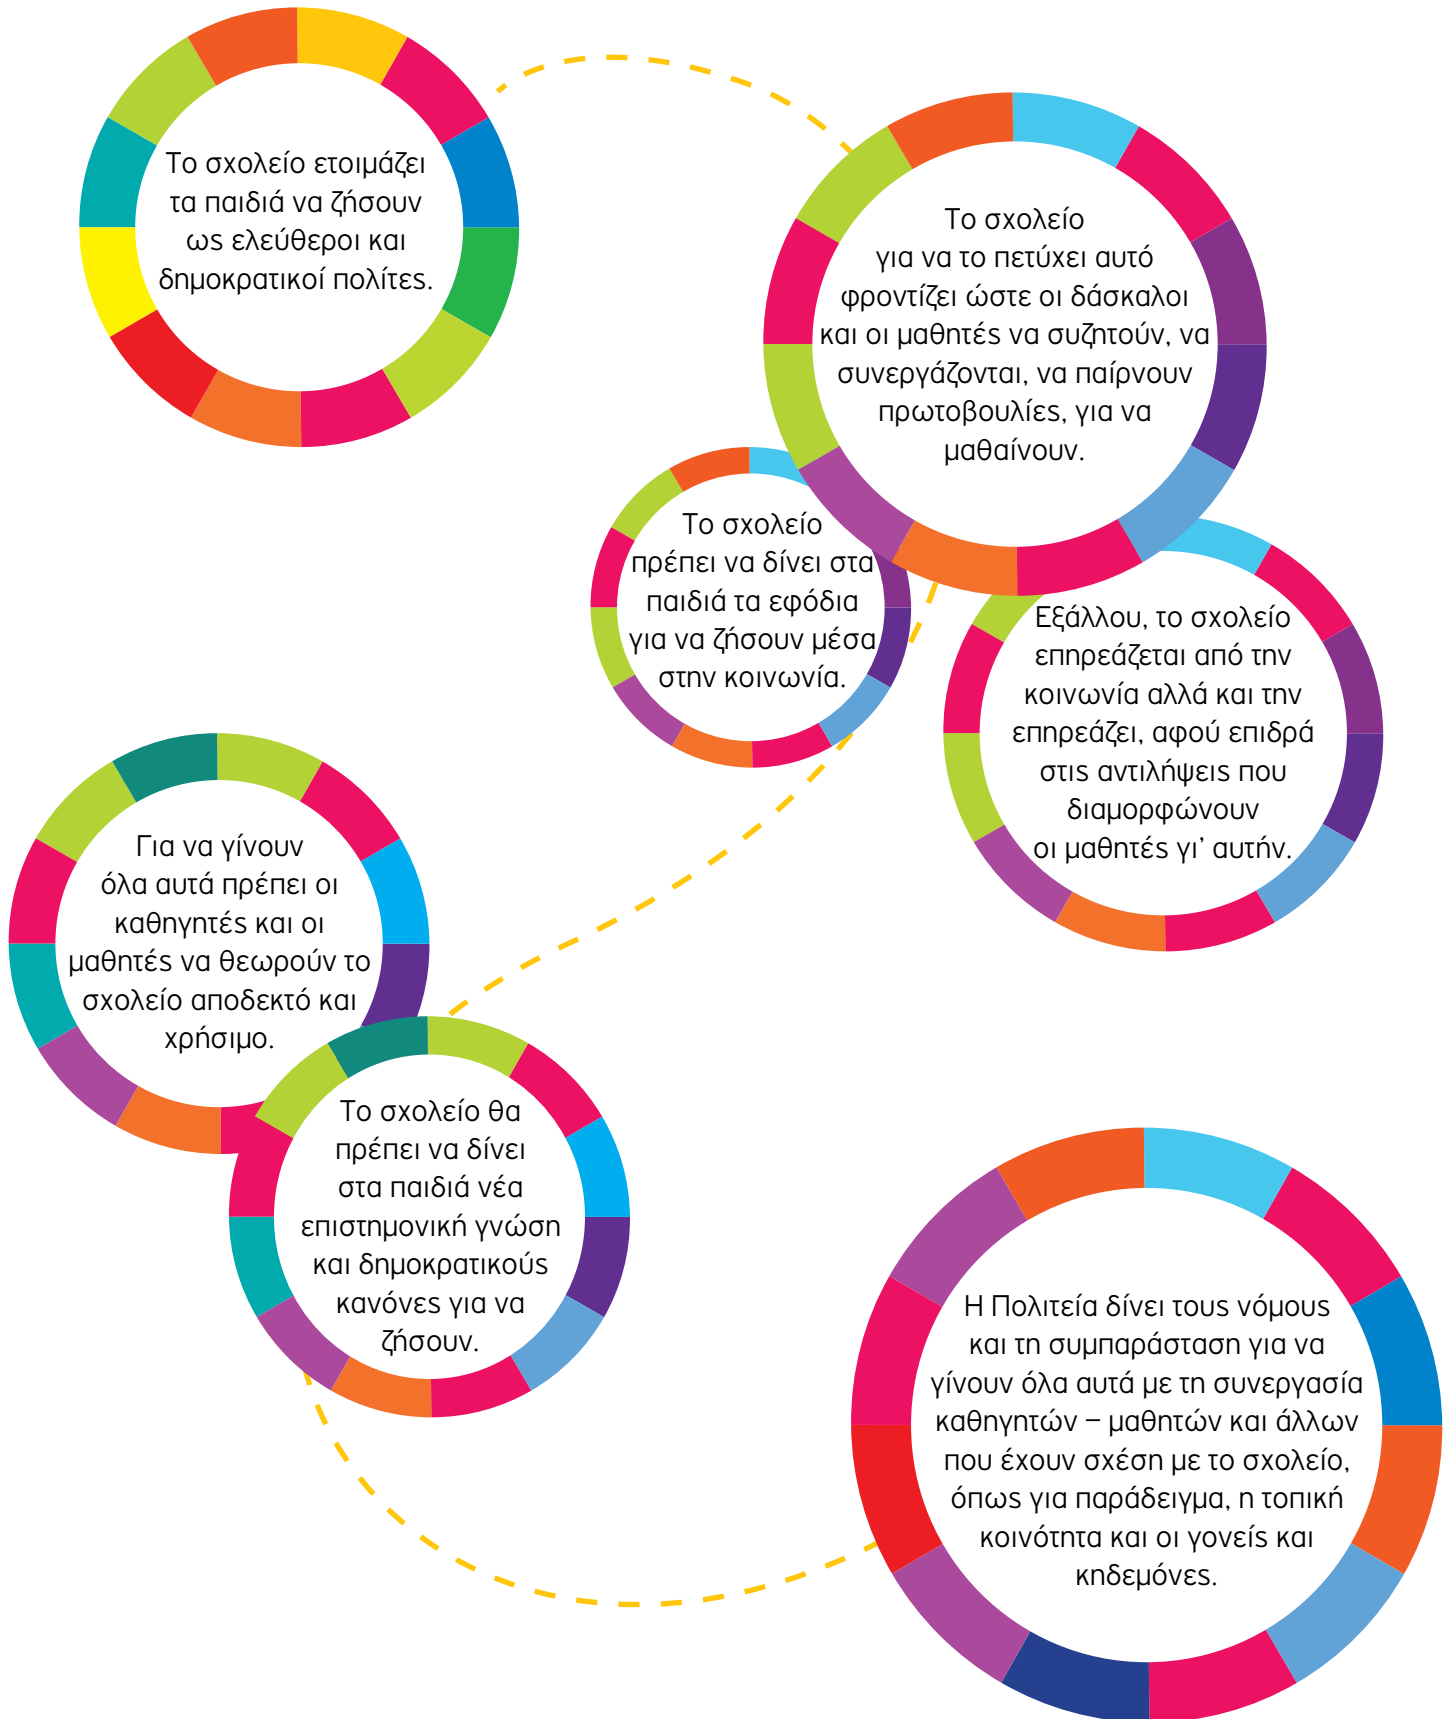 Το σχολείο ετοιμάζει
τα παιδιά να ζήσουν
ως ελεύθεροι και
δημοκρατικοί πολίτες.
Το σχολείο
για να το πετύχει αυτό
φροντίζει ώστε οι δάσκαλοι
και οι μαθητές να συζητούν, να
συνεργάζονται, να παίρνουν
πρωτοβουλίες, για να
μαθαίνουν.
Το σχολείο
πρέπει να δίνει στα
παιδιά τα εφόδια
για να ζήσουν μέσα
στην κοινωνία.
Εξάλλου, το σχολείο
επηρεάζεται από την
κοινωνία αλλά και την
επηρεάζει, αφού επιδρά
στις αντιλήψεις που
διαμορφώνουν
οι μαθητές γι’ αυτήν.
Για να γίνουν
όλα αυτά πρέπει οι
καθηγητές και οι
μαθητές να θεωρούν το
σχολείο αποδεκτό και
χρήσιμο.
Το σχολείο θα
πρέπει να δίνει
στα παιδιά νέα
επιστημονική γνώση
και δημοκρατικούς
κανόνες για να
ζήσουν.
Η Πολιτεία δίνει τους νόμους
και τη συμπαράσταση για να
γίνουν όλα αυτά με τη συνεργασία
καθηγητών – μαθητών και άλλων
που έχουν σχέση με το σχολείο,
όπως για παράδειγμα, η τοπική
κοινότητα και οι γονείς και
κηδεμόνες.